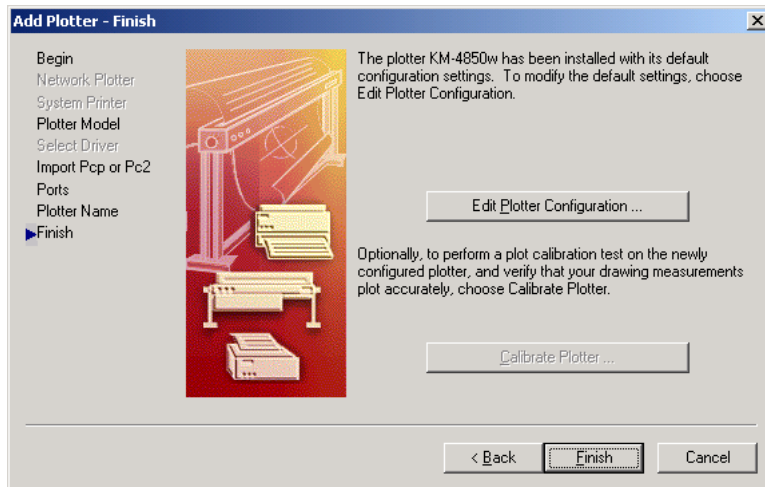 Add Plotter - Finish
Begin
Network Plotter
System Printer
Plotter Model
Select Driver
Import Pcp or Pc2
Ports
Plotter Name
Finish
The plotter KM-4850w has been installed with its default
configuration settings. To modify the default settings, choose
Edit Plotter Configuration.
Edit Plotter Configuration ...
Optionally, to perform a plot calibration test on the newly
configured plotter, and verify that your drawing measurements
plot accurately, choose Calibrate Plotter.
Calibrate Plotter ...
< Back
Finish
Cancel